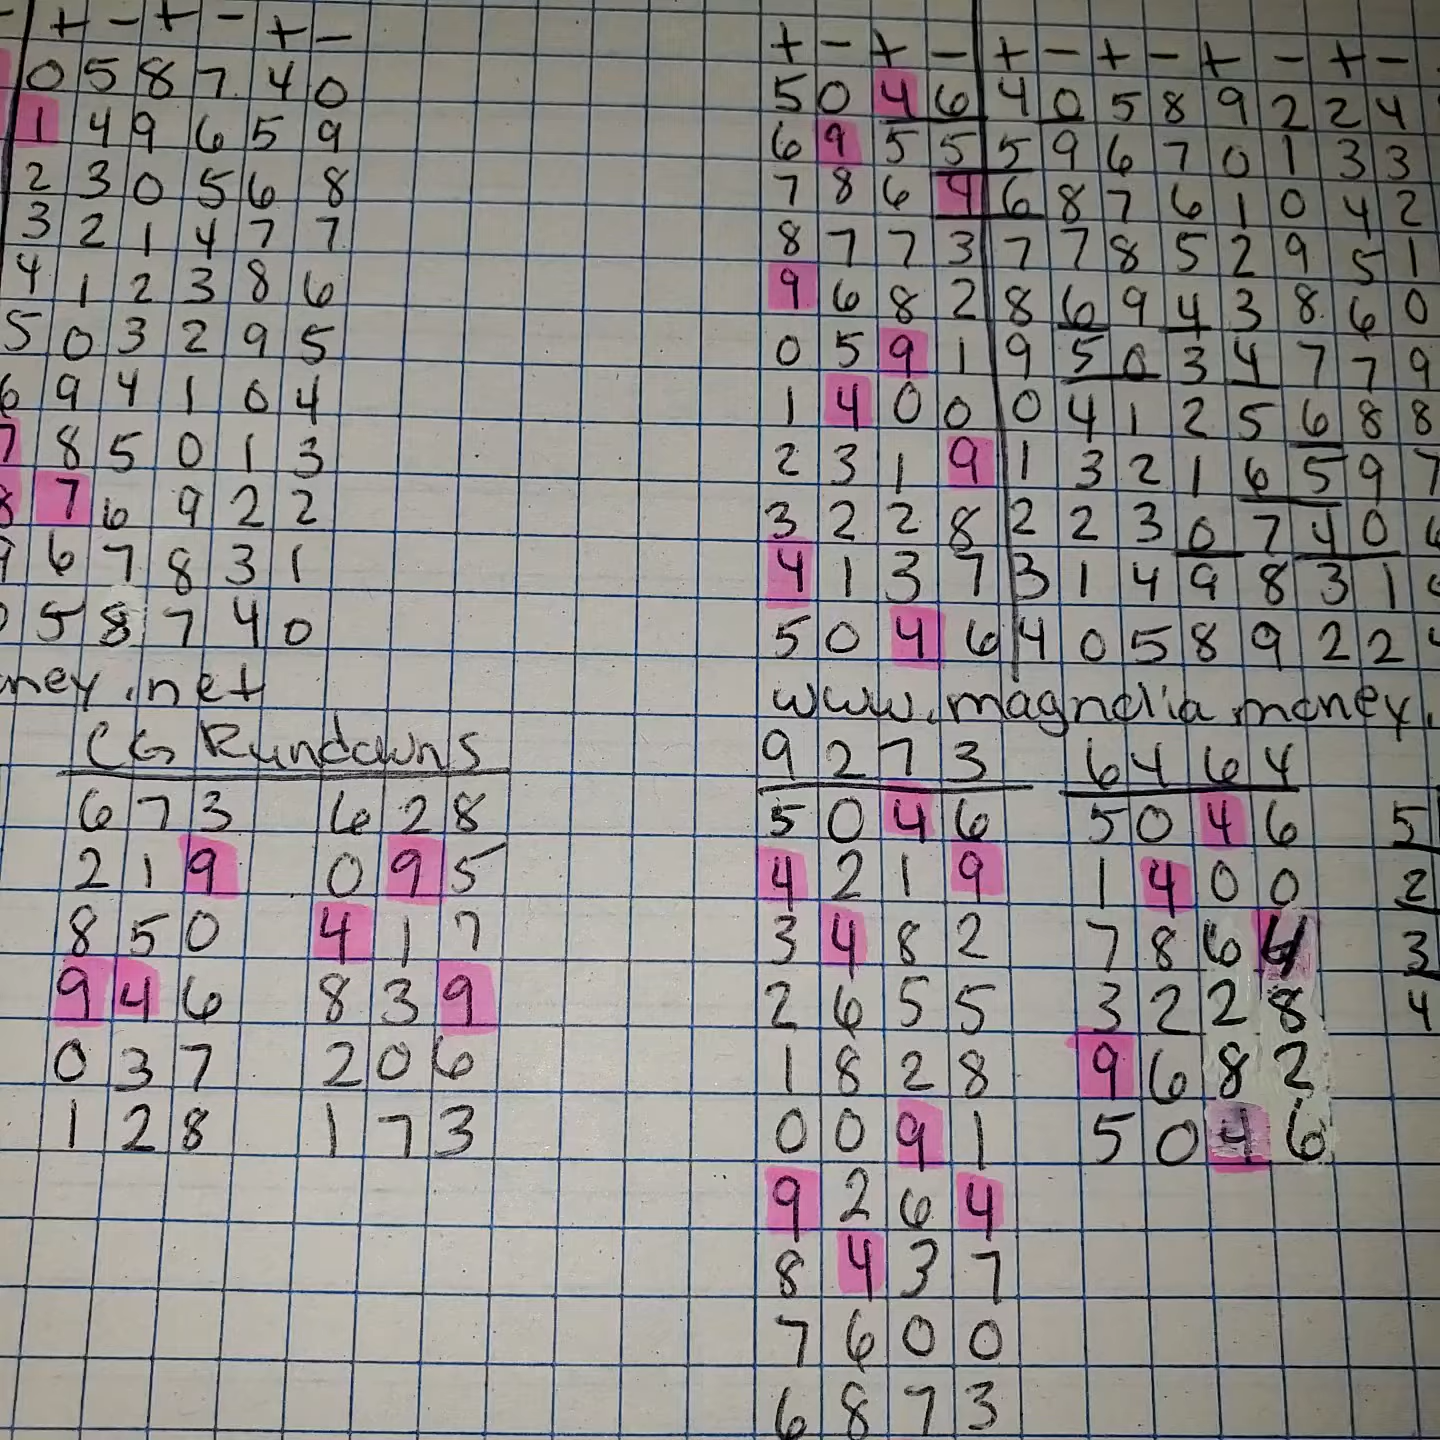 - + - + - + -
0 5 8 7 4 0
1 4 9 6 5 9
2 3 0 5 6 8
3 2 1 4 7 7
4 1 2 3 8 6
5 0 3 2 9 5
6 9 4 1 0 4
7 8 5 0 1 3
8 7 6 9 2 2
9 6 7 8 3 1
0 5 8 7 4 0
ney.net
CG Rundowns
6 7 3 6 2 8
2 1 9 0 9 5
8 5 0 4 1 7
9 4 6 8 3 9
0 3 7 2 0 6
1 2 8 1 7 3
+ - + - + - + - + - + -
5 0 4 6 4 0 5 8 9 2 2 4
6 9 5 5 5 9 6 7 0 1 3 3
7 8 6 4 6 8 7 6 1 0 4 2
8 7 7 3 7 7 8 5 2 9 5 1
9 6 8 2 8 6 9 4 3 8 6 0
0 5 9 1 9 5 0 3 4 7 7 9
1 4 0 0 0 4 1 2 5 6 8 8
2 3 1 9 1 3 2 1 6 5 9 7
3 2 2 8 2 2 3 0 7 4 0
4 1 3 7 3 1 4 9 8 3 1
5 0 4 6 4 0 5 8 9 2 2 4
www.magnolia.money.
9 2 7 3 6 4 6 4
5 0 4 6 5 0 4 6 5
4 2 1 9 1 4 0 0 2
3 4 8 2 7 8 6 4 3
2 6 5 5 3 2 2 8 4
1 8 2 8 9 6 8 2
0 0 9 1 5 0 4 6
9 2 6 4
8 4 3 7
7 6 0 0
6 8 7 3